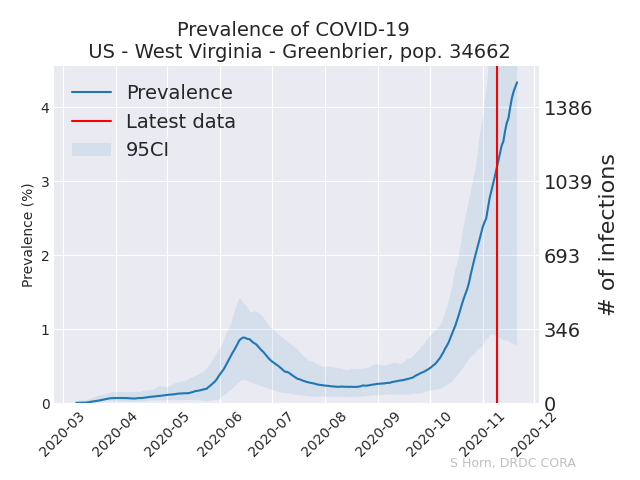 Prevalence of COVID-19
US - West Virginia - Greenbrier, pop. 34662
Prevalence
Latest data
95CI
Prevalence (%)
4
3
2
1
0
1386
1039
693
346
0
# of infections
2020-03
2020-04
2020-05
2020-06
2020-07
2020-08
2020-09
2020-10
2020-11
2020-12
S Horn, DRDC CORA